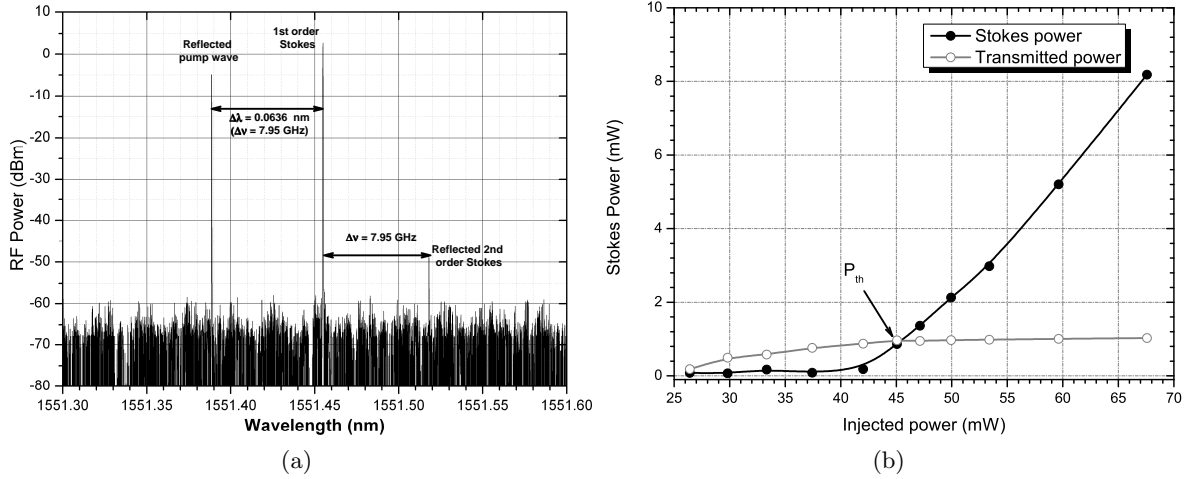 10
0
-10
-20
-30
-40
-50
-60
-70
-80
RF Power (dBm)
Reflected
pump wave
1st order
Stokes
Δλ = 0.0636 nm
(Δν = 7.95 GHz)
Δν = 7.95 GHz
Reflected 2nd
order Stokes
1551.30 1551.35 1551.40 1551.45 1551.50 1551.55 1551.60
Wavelength (nm)
(a)
10
8
6
4
2
0
Stokes Power (mW)
Stokes power
Transmitted power
Pth
25 30 35 40 45 50 55 60 65 70
Injected power (mW)
(b)